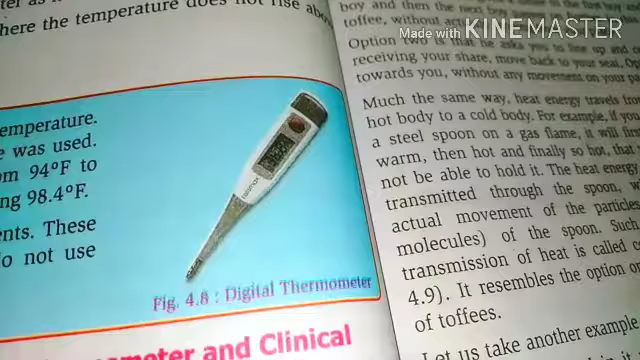 here the temperature does not rise abov
emperature.
e was used.
om 94°F to
ng 98.4°F.
ents. These
o not use
Fig. 4.8 : Digital Thermometer
and Clinical
boy and then the next boy
toffee, without
Option two is that he asks you to line up and
receiving your share, move back to your seat.
towards you, without any movement on your
Much the same way, heat energy travels
hot body to a cold body. For example, if you
a steel spoon on a gas flame, it will
warm, then hot and finally so hot, that
not be able to hold it. The heat energy
transmitted through the spoon,
actual movement of the particles
molecules) of the spoon. Such
transmission of heat is called
4.9). It resembles the option
of toffees.
Let us take another example.
Made with KINEMASTER